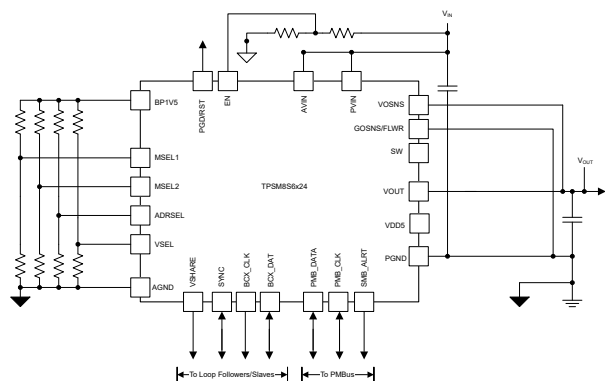 VIN
PGD/RST
EN
AVIN
PVIN
BP1V5
VOSNS
GOSNS/FLWR
SW
MSEL1
TPSM8S6x24
VOUT
MSEL2
VOUT
ADRSEL
VDD5
VSEL
PGND
AGND
VSHARE
SYNC
BCX_CLK
BCX_DAT
PMB_DATA
PMB_CLK
SMB_ALRT
To Loop Followers/Slaves
To PMBus